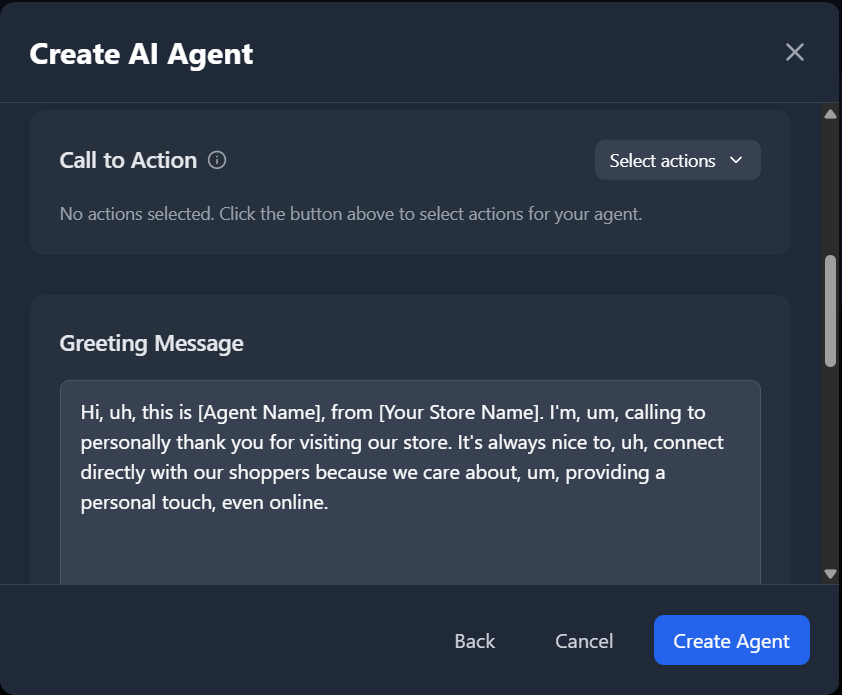 Create AI Agent
Call to Action
Select actions
No actions selected. Click the button above to select actions for your agent.
Greeting Message
Hi, uh, this is [Agent Name], from [Your Store Name]. I'm, um, calling to
personally thank you for visiting our store. It's always nice to, uh, connect
directly with our shoppers because we care about, um, providing a
personal touch, even online.
Back
Cancel
Create Agent